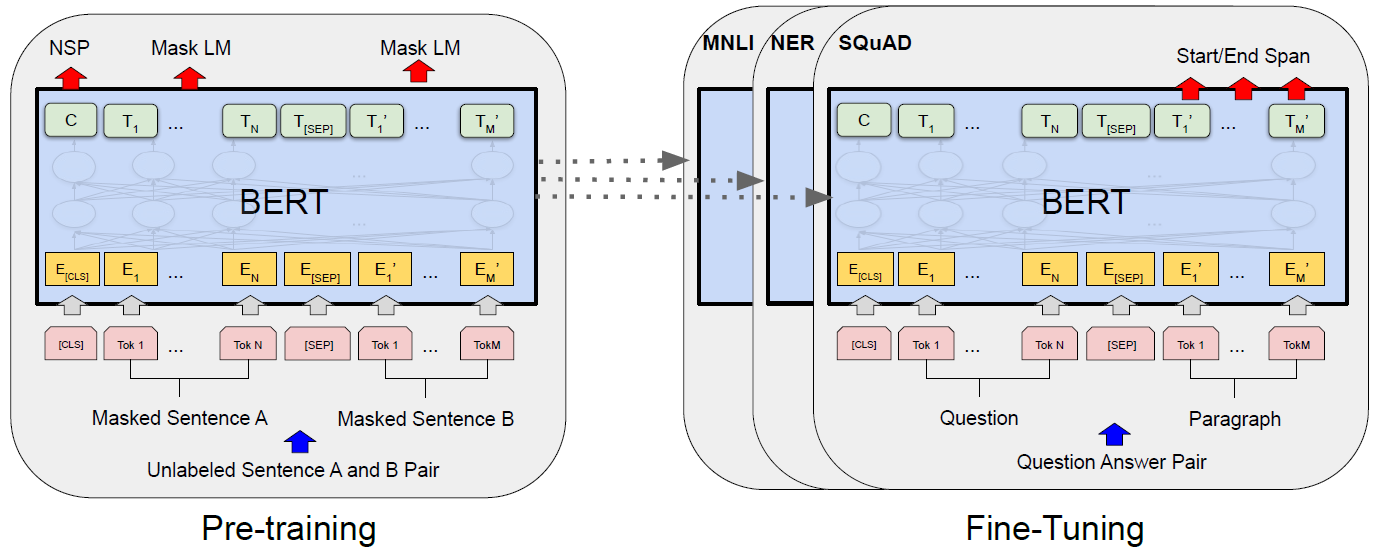 NSP Mask LM Mask LM
C T1 ... TN T[SEP] T1’ ... TM’
...
BERT
...
E[CLS] E1 ... EN E[SEP] E1’ ... EM’
[CLS] Tok 1 ... Tok N [SEP] Tok 1 ... TokM
Masked Sentence A Masked Sentence B
Unlabeled Sentence A and B Pair
Pre-training
MNLI NER SQuAD
Start/End Span
C T1 ... TN T[SEP] T1’ ... TM’
...
BERT
...
E[CLS] E1 ... EN E[SEP] E1’ ... EM’
[CLS] Tok 1 ... Tok N [SEP] Tok 1 ... TokM
Question Paragraph
Question Answer Pair
Fine-Tuning